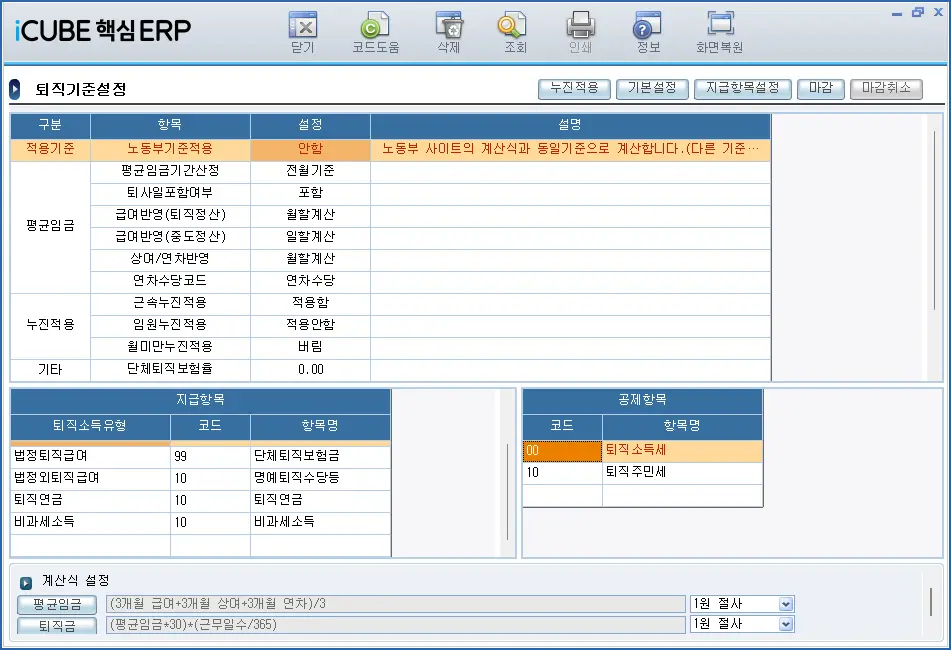 iCUBE 핵심ERP
닫기 코드도움 삭제 조회 인쇄 정보 화면복원
퇴직기준설정 누진적용 기본설정 지급항목설정 마감 마감취소
구분 항목 설정 설명
적용기준 노동부기준적용 안함 노동부 사이트의 계산식과 동일기준으로 계산합니다.(다른 기준…
평균임금기간산정 전월기준
퇴사일포함여부 포함
급여반영(퇴직정산) 월할계산
평균임금
급여반영(중도정산) 일할계산
상여/연차반영 월할계산
연차수당코드 연차수당
근속누진적용 적용함
누진적용 임원누진적용 적용안함
월미만누진적용 버림
기타 단체퇴직보험율 0.00
지급항목
퇴직소득유형 코드 항목명
법정퇴직급여 99 단체퇴직보험금
법정외퇴직급여 10 명예퇴직수당등
퇴직연금 10 퇴직연금
비과세소득 10 비과세소득
공제항목
코드 항목명
00 퇴직소득세
10 퇴직주민세
계산식 설정
평균임금 (3개월 급여+3개월 상여+3개월 연차)/3 1원 절사
퇴직금 (평균임금*30)*(근무일수/365) 1원 절사